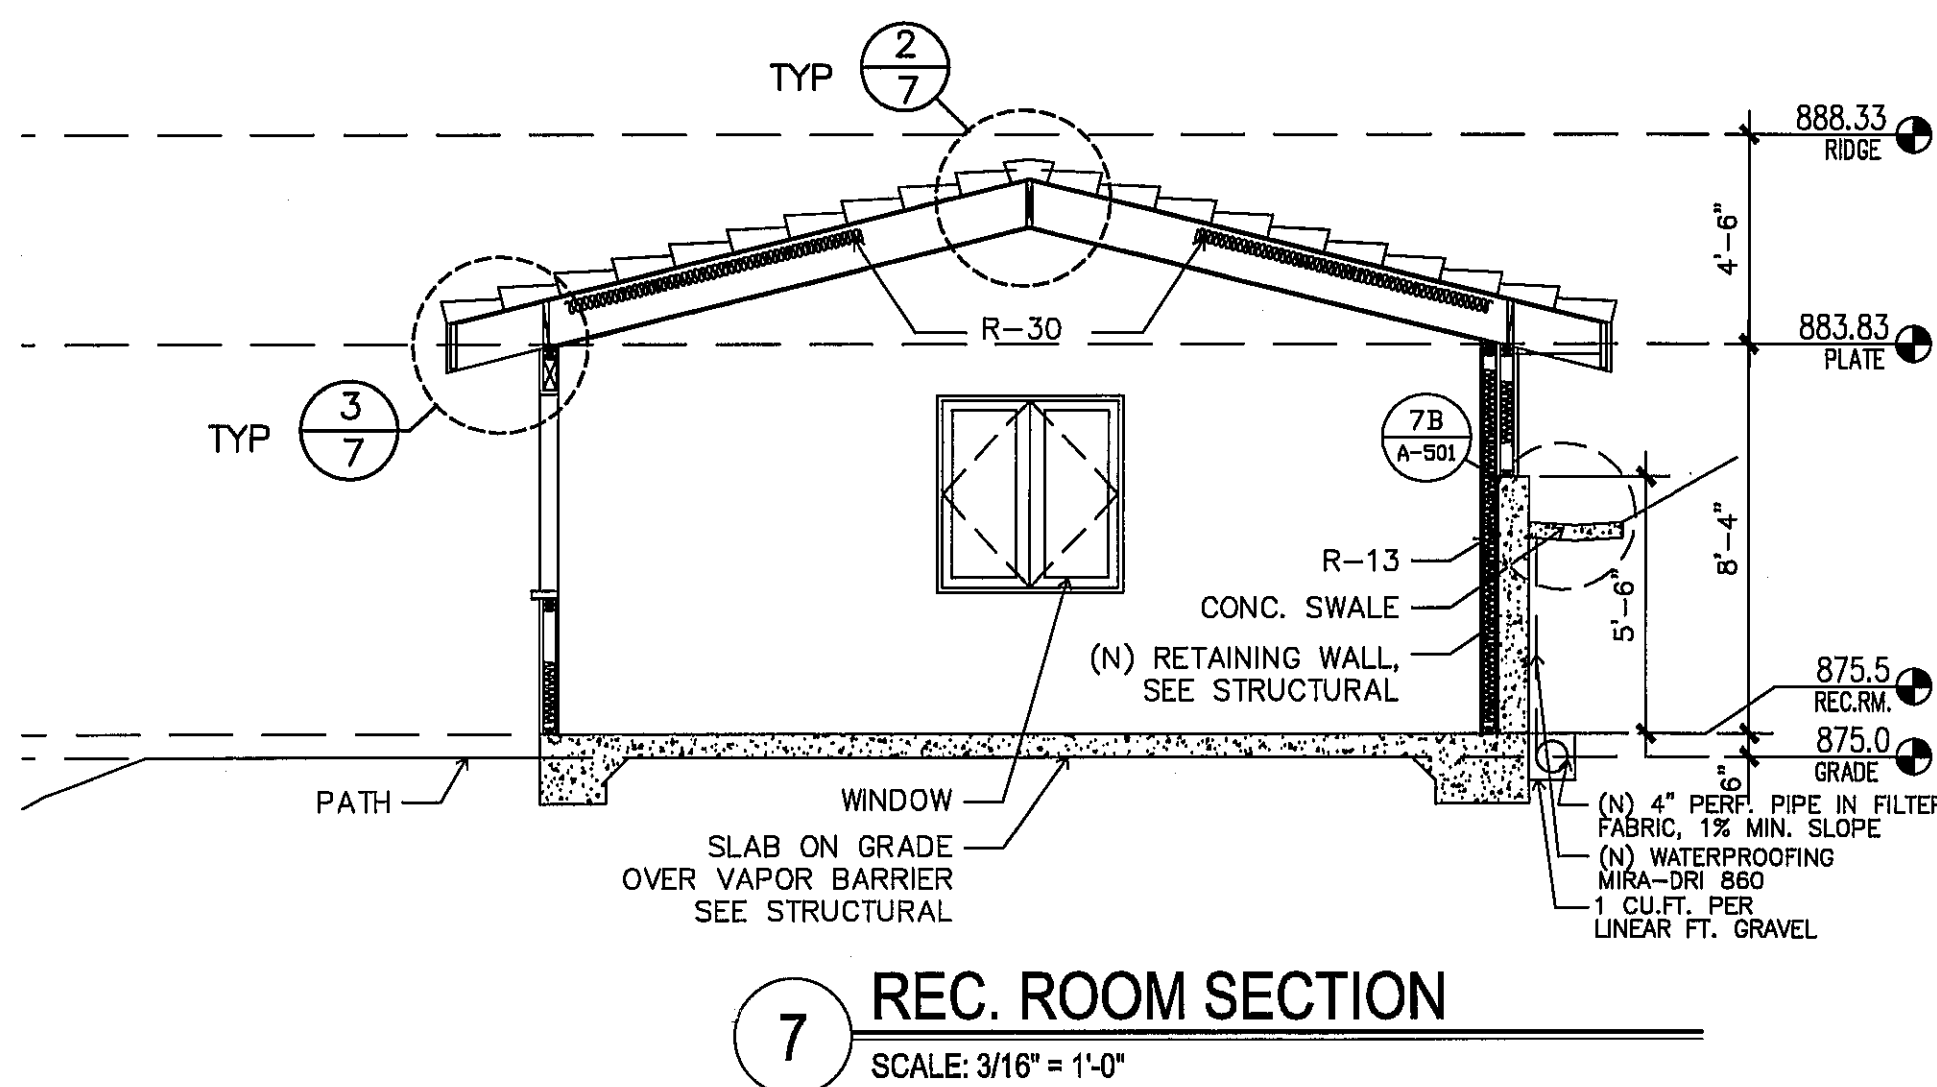 TYP
2
7
888.33
RIDGE
4'-6"
R-30
883.83
PLATE
TYP
3
7
7B
A-501
R-13
CONC. SWALE
(N) RETAINING WALL,
SEE STRUCTURAL
5'-6"
8'-4"
875.5
REC.RM.
875.0
GRADE
6"
PATH
WINDOW
SLAB ON GRADE
OVER VAPOR BARRIER
SEE STRUCTURAL
(N) 4" PERF. PIPE IN FILTER
FABRIC, 1% MIN. SLOPE
(N) WATERPROOFING
MIRA-DRI 860
1 CU.FT. PER
LINEAR FT. GRAVEL
7
REC. ROOM SECTION
SCALE: 3/16" = 1'-0"